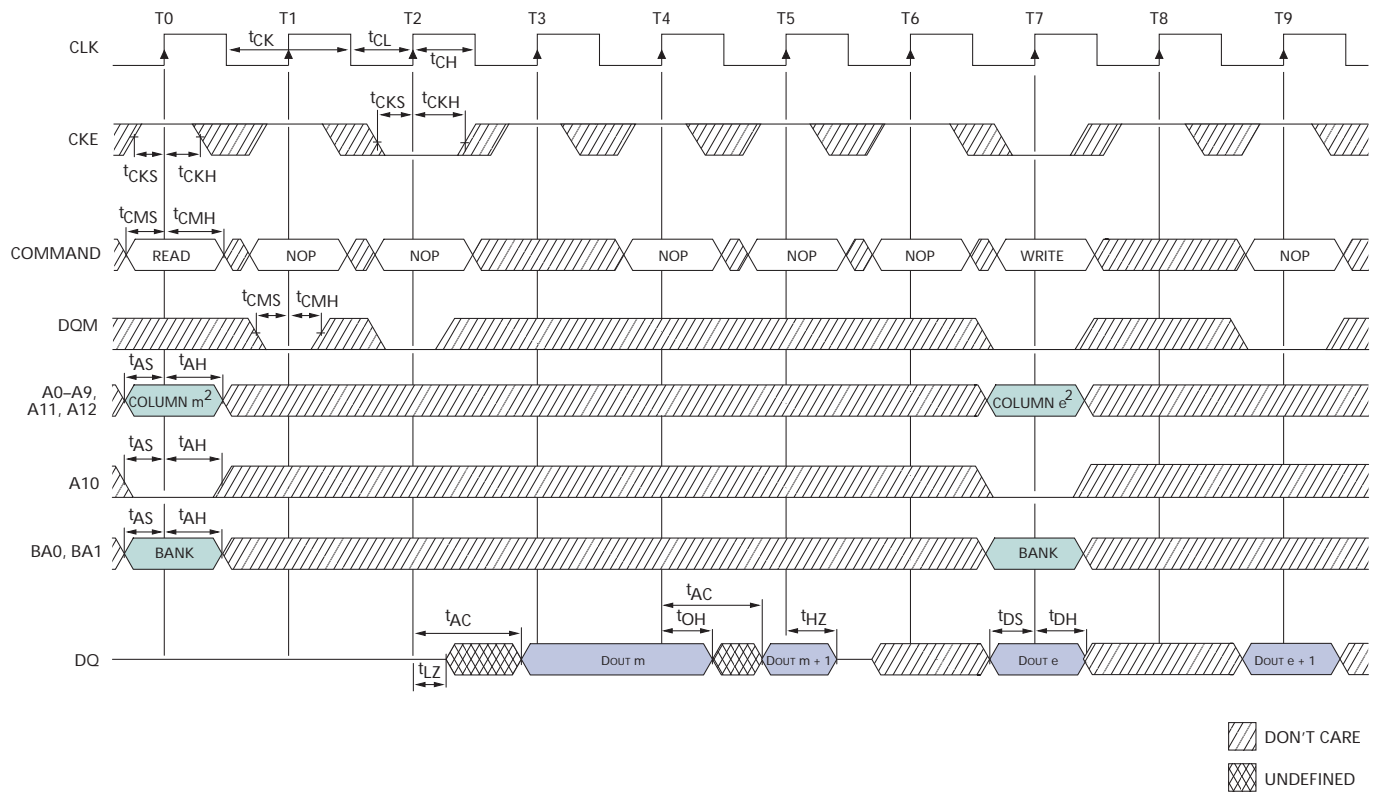 T0 T1 T2 T3 T4 T5 T6 T7 T8 T9
CLK
tCK tCL
tCH
tCKS tCKH
CKE
tCKS tCKH
tCMS tCMH
COMMAND READ NOP NOP NOP NOP NOP WRITE NOP
tCMS tCMH
DQM
tAS tAH
A0–A9,
A11, A12
COLUMN m2 COLUMN e2
tAS tAH
A10
tAS tAH
BA0, BA1 BANK BANK
tAC tAC
tOH tHZ tDS tDH
DQ DOUT m DOUT m + 1 DOUT e DOUT e + 1
tLZ
DON'T CARE
UNDEFINED